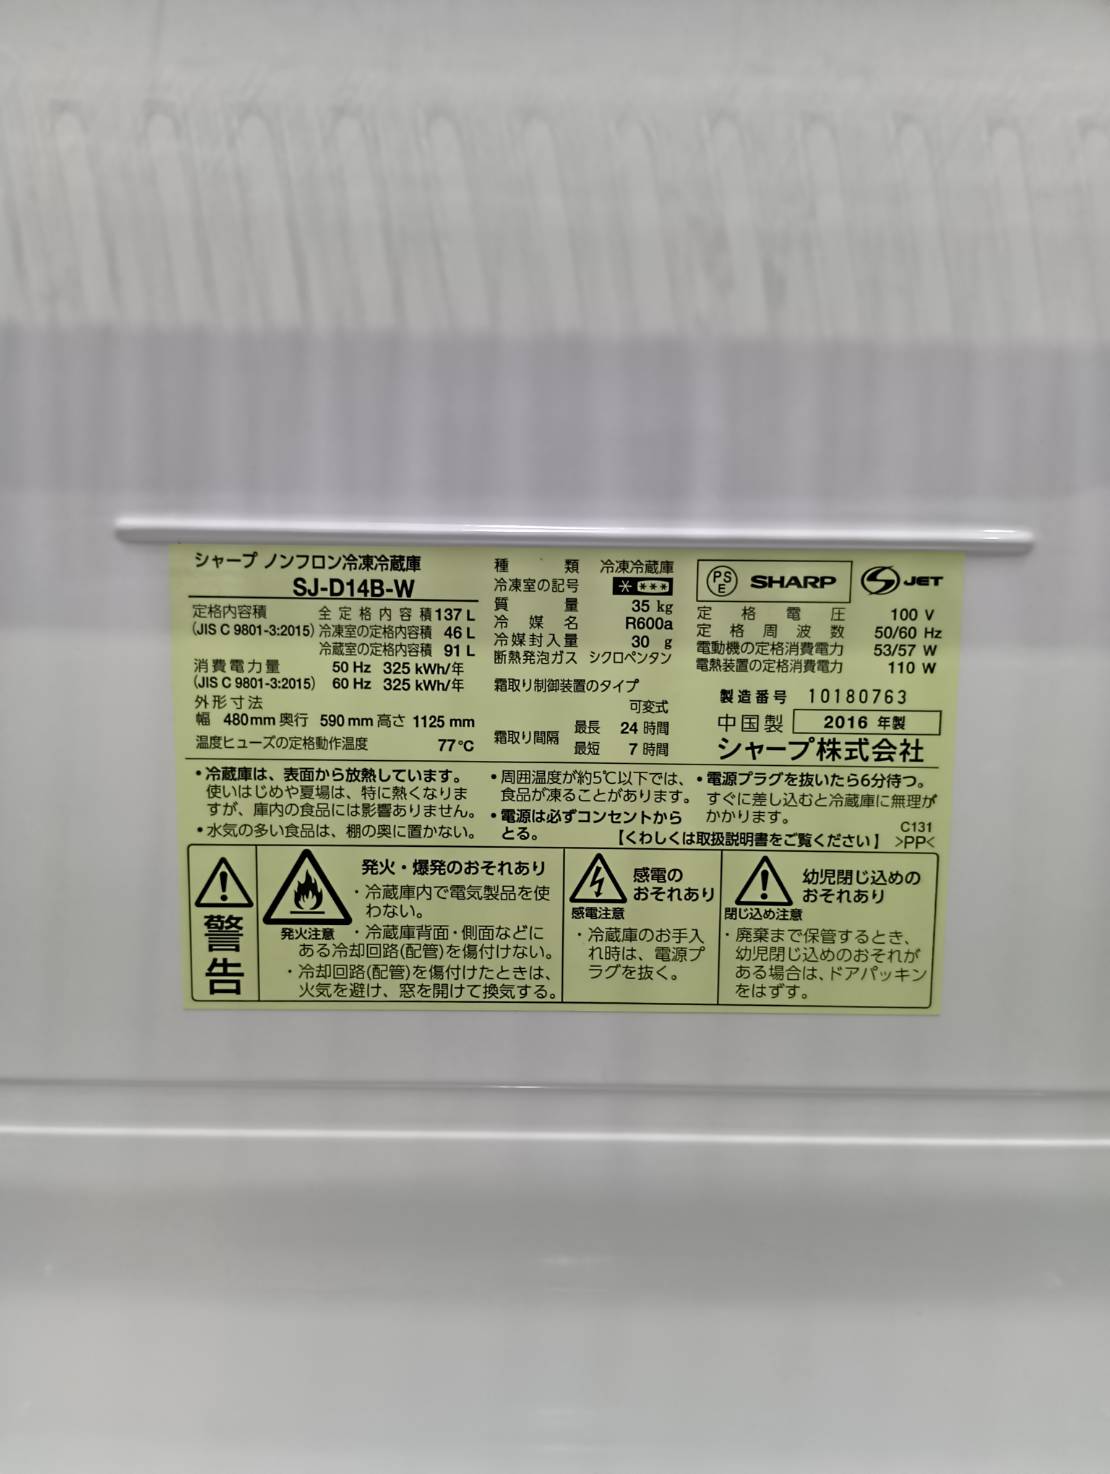 シャープ ノンフロン冷凍冷蔵庫
SJ-D14B-W
定格内容積 全定格内容積 137 L
(JIS C 9801-3:2015) 冷凍室の定格内容積 46 L
冷蔵室の定格内容積 91 L
消費電力量 50 Hz 325 kWh/年
(JIS C 9801-3:2015) 60 Hz 325 kWh/年
外形寸法
幅 480mm 奥行 590 mm 高さ 1125 mm
温度ヒューズの定格動作温度 77℃
種類 冷凍冷蔵庫
冷凍室の記号
質量 35 kg
冷媒名 R600a
冷媒封入量 30 g
断熱発泡ガス シクロペンタン
霜取り制御装置のタイプ
可変式
霜取り間隔 最長 24 時間
最短 7 時間
PS E SHARP JET
定格電圧 100 V
定格周波数 50/60 Hz
電動機の定格消費電力 53/57 W
電熱装置の定格消費電力 110 W
製造番号 10180763
中国製 2016 年製
シャープ株式会社
・冷蔵庫は、表面から放熱しています。
使いはじめや夏場は、特に熱くなりま
すが、庫内の食品には影響ありません。
・水気の多い食品は、棚の奥に置かない。
・周囲温度が約5℃以下では、
食品が凍ることがあります。
・電源は必ずコンセントから
とる。
・電源プラグを抜いたら6分待つ。
すぐに差し込むと冷蔵庫に無理が
かかります。
C131
【くわしくは取扱説明書をご覧ください】 >PP<
警告
発火注意
発火・爆発のおそれあり
・冷蔵庫内で電気製品を使
わない。
・冷蔵庫背面・側面などに
ある冷却回路(配管)を傷付けない。
・冷却回路(配管)を傷付けたときは、
火気を避け、窓を開けて換気する。
感電注意
感電の
おそれあり
・冷蔵庫のお手入
れ時は、電源プ
ラグを抜く。
閉じ込め注意
幼児閉じ込めの
おそれあり
・廃棄まで保管するとき、
幼児閉じ込めのおそれが
ある場合は、ドアパッキン
をはずす。